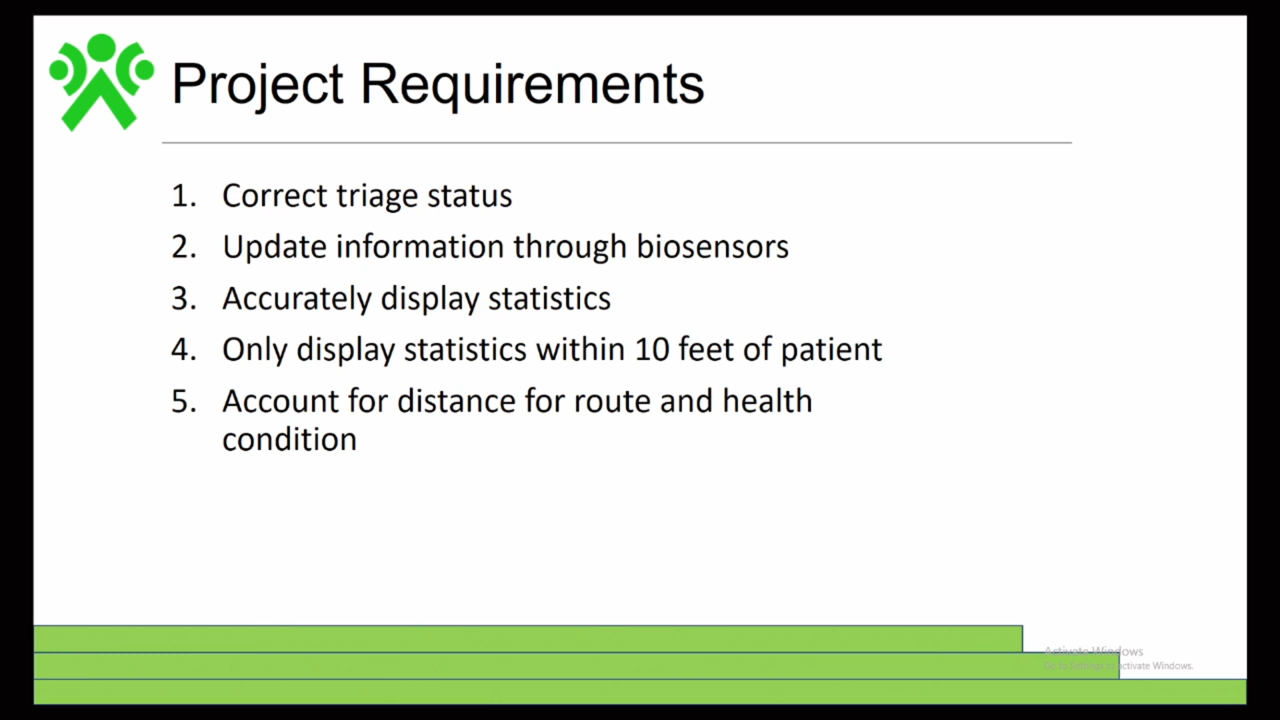 Project Requirements
1. Correct triage status
2. Update information through biosensors
3. Accurately display statistics
4. Only display statistics within 10 feet of patient
5. Account for distance for route and health
condition
Activate Windows
Go to Settings to activate Windows.